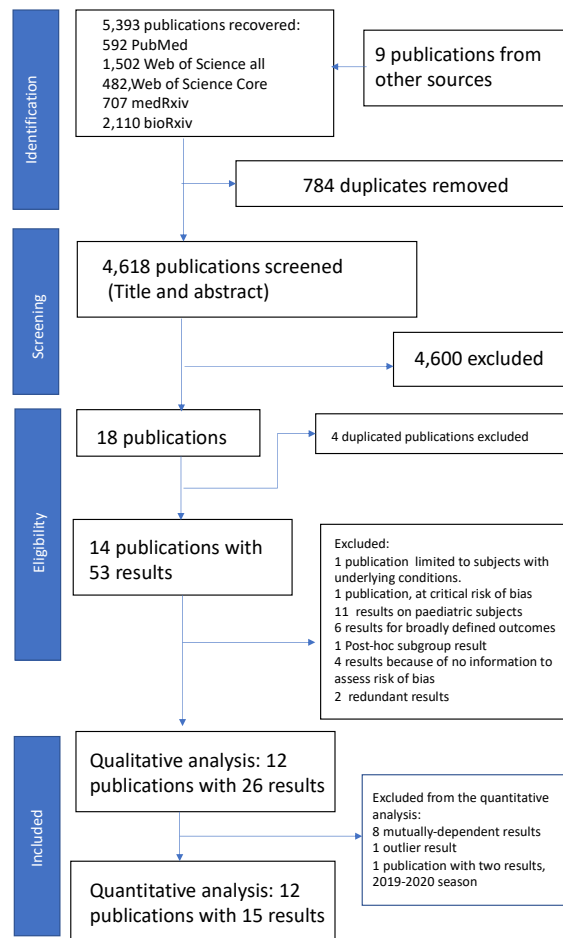 Identification
5,393 publications recovered:
592 PubMed
1,502 Web of Science all
482,Web of Science Core
707 medRxiv
2,110 bioRxiv
9 publications from
other sources
784 duplicates removed
Screening
4,618 publications screened
(Title and abstract)
4,600 excluded
Eligibility
18 publications
4 duplicated publications excluded
14 publications with
53 results
Excluded:
1 publication limited to subjects with
underlying conditions.
1 publication, at critical risk of bias
11 results on paediatric subjects
6 results for broadly defined outcomes
1 Post-hoc subgroup result
4 results because of no information to
assess risk of bias
2 redundant results
Included
Qualitative analysis: 12
publications with 26 results
Excluded from the quantitative
analysis:
8 mutually-dependent results
1 outlier result
1 publication with two results,
2019-2020 season
Quantitative analysis: 12
publications with 15 results